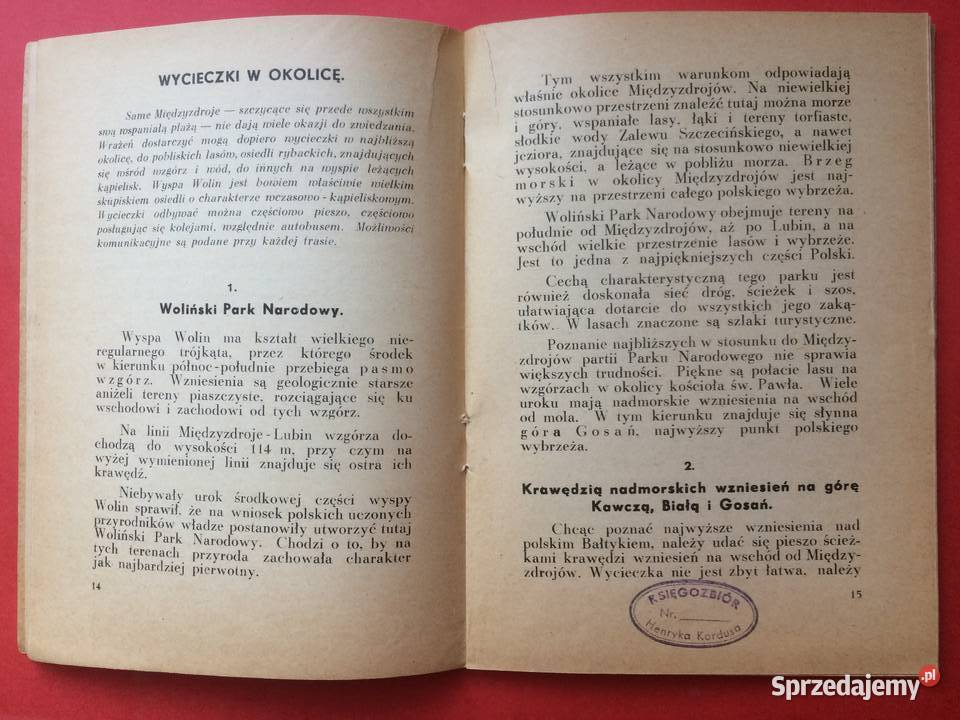 WYCIECZKI W OKOLICĘ.
Same Międzyzdroje — szczycące się przede wszystkim
swą wspaniałą plażą — nie dają wiele okazji do zwiedzania.
Wrażeń dostarczyć mogą dopiero wycieczki w najbliższą
okolicę, do pobliskich lasów, osiedli rybackich, znajdujących
się wśród wzgórz i wód, do innych na wyspie leżących
kąpielisk. Wyspa Wolin jest bowiem właściwie wielkim
skupiskiem osiedli o charakterze wczasowo-kąpieliskowym.
Wycieczki odbywać można częściowo pieszo, częściowo
posługując się kolejami, względnie autobusem. Możliwości
komunikacyjne są podane przy każdej trasie.
1.
Woliński Park Narodowy.
Wyspa Wolin ma kształt wielkiego nie-
regularnego trójkąta, przez którego środek
w kierunku północ-południe przebiega pasmo
wzgórz. Wzniesienia są geologicznie starsze
aniżeli tereny piaszczyste, rozciągające się ku
wschodowi i zachodowi od tych wzgórz.
Na linii Międzyzdroje-Lubin wzgórza do-
chodzą do wysokości 114 m, przy czym na
wyżej wymienionej linii znajduje się ostra ich
krawędź.
Niebywały urok środkowej części wyspy
Wolin sprawił, że na wniosek polskich uczonych
przyrodników władze postanowiły utworzyć tutaj
Woliński Park Narodowy. Chodzi o to, by na
tych terenach przyroda zachowała charakter
jak najbardziej pierwotny.
14
Tym wszystkim warunkom odpowiadają
właśnie okolice Międzyzdrojów. Na niewielkiej
stosunkowo przestrzeni znaleźć tutaj można morze
i góry, wspaniałe lasy, łąki i tereny torfiaste,
słodkie wody Zalewu Szczecińskiego, a nawet
jeziora, znajdujące się na stosunkowo niewielkiej
wysokości, a leżące w pobliżu morza. Brzeg
morski w okolicy Międzyzdrojów jest naj-
wyższy na przestrzeni całego polskiego wybrzeża.
Woliński Park Narodowy obejmuje tereny na
południe od Międzyzdrojów, aż po Lubin, a na
wschód wielkie przestrzenie lasów i wybrzeże.
Jest to jedna z najpiękniejszych części Polski.
Cechą charakterystyczną tego parku jest
również doskonała sieć dróg, ścieżek i szos,
ułatwiająca dotarcie do wszystkich jego zaką-
tków. W lasach znaczone są szlaki turystyczne.
Poznanie najbliższych w stosunku do Między-
zdrojów partii Parku Narodowego nie sprawia
większych trudności. Piękne są połacie lasu na
wzgórzach w okolicy kościoła św. Pawła. Wiele
uroku mają nadmorskie wzniesienia na wschód
od mola. W tym kierunku znajduje się słynna
góra Gosań, najwyższy punkt polskiego
wybrzeża.
2.
Krawędzią nadmorskich wzniesień na górę
Kawczą, Białą i Gosań.
Chcąc poznać najwyższe wzniesienia nad
polskim Bałtykiem, należy udać się pieszo ścież-
kami krawędzi wzniesień na wschód od Między-
zdrojów. Wycieczka nie jest zbyt łatwa, należy
15
KSIĘGOZBIÓR
Nr.
Henryka Kordusa
Sprzedajemy.pl